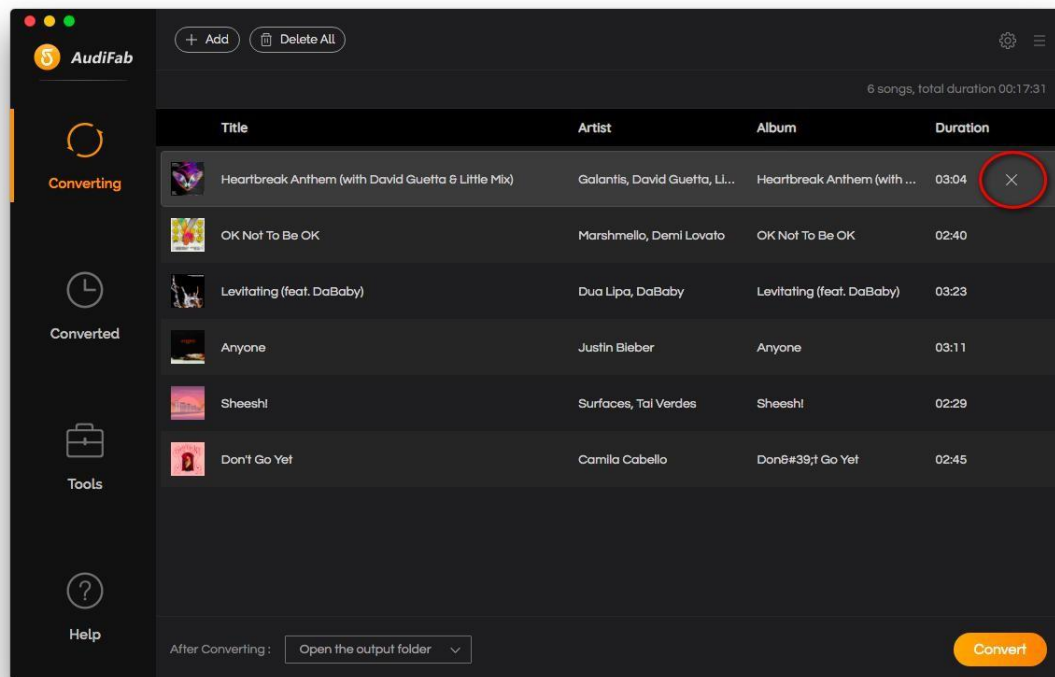 AudiFab
+ Add
Delete All
6 songs, total duration 00:17:31
Title Artist Album Duration
Converting
Heartbreak Anthem (with David Guetta & Little Mix) Galantis, David Guetta, Li... Heartbreak Anthem (with ... 03:04
OK Not To Be OK Marshmello, Demi Lovato OK Not To Be OK 02:40
Levitating (feat. DaBaby) Dua Lipa, DaBaby Levitating (feat. DaBaby) 03:23
Converted
Anyone Justin Bieber Anyone 03:11
Sheesh! Surfaces, Tai Verdes Sheesh! 02:29
Don't Go Yet Camila Cabello Don&#39;t Go Yet 02:45
Tools
Help
After Converting : Open the output folder
Convert